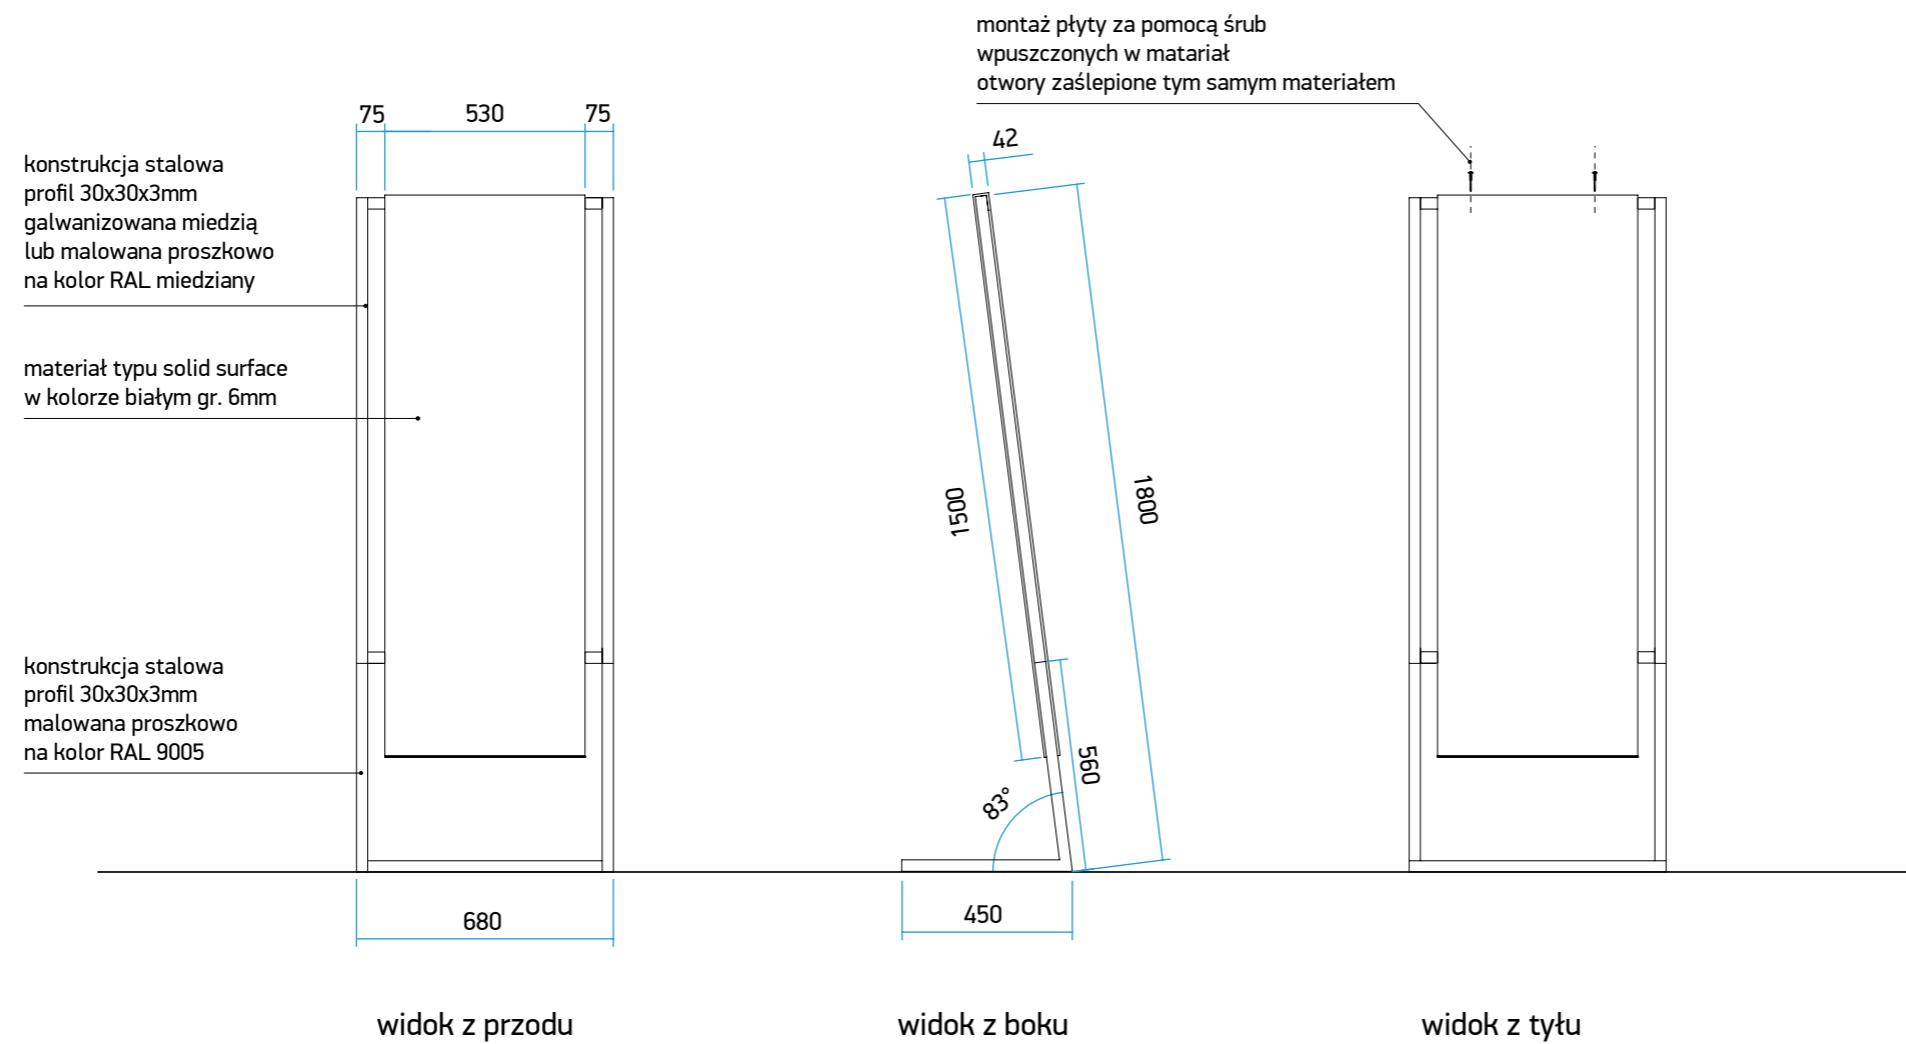 montaż płyty za pomocą śrub
wpuszczonych w matariał
otwory zaślepione tym samym materiałem
75
530
75
42
konstrukcja stalowa
profil 30x30x3mm
galwanizowana miedzią
lub malowana proszkowo
na kolor RAL miedziany
materiał typu solid surface
w kolorze białym gr. 6mm
1500
1800
konstrukcja stalowa
profil 30x30x3mm
malowana proszkowo
na kolor RAL 9005
560
83°
680
450
widok z przodu
widok z boku
widok z tyłu